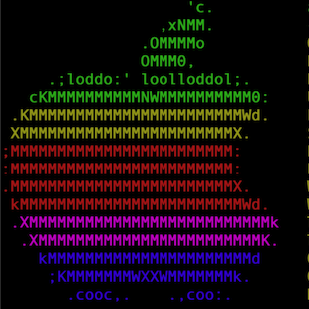 'c.
,xNMM.
.OMMMMo
OMMM0,
.;loddo:' loolloddol;.
cKMMMMMMMMMMNWMMMMMMMMMM0:
.KMMMMMMMMMMMMMMMMMMMMMMMWd.
XMMMMMMMMMMMMMMMMMMMMMMMX.
;MMMMMMMMMMMMMMMMMMMMMMMM:
:MMMMMMMMMMMMMMMMMMMMMMMM:
.MMMMMMMMMMMMMMMMMMMMMMMMX.
kMMMMMMMMMMMMMMMMMMMMMMMMWd.
.XMMMMMMMMMMMMMMMMMMMMMMMMMMk
.XMMMMMMMMMMMMMMMMMMMMMMMMK.
kMMMMMMMMMMMMMMMMMMMMMMd
;KMMMMMMMWXXWMMMMMMMk.
.cooc,. .,coo:.